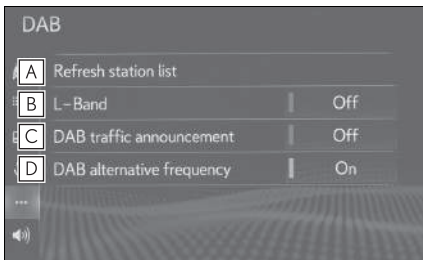 DAB
A Refresh station list
B L-Band Off
C DAB traffic announcement Off
D DAB alternative frequency On